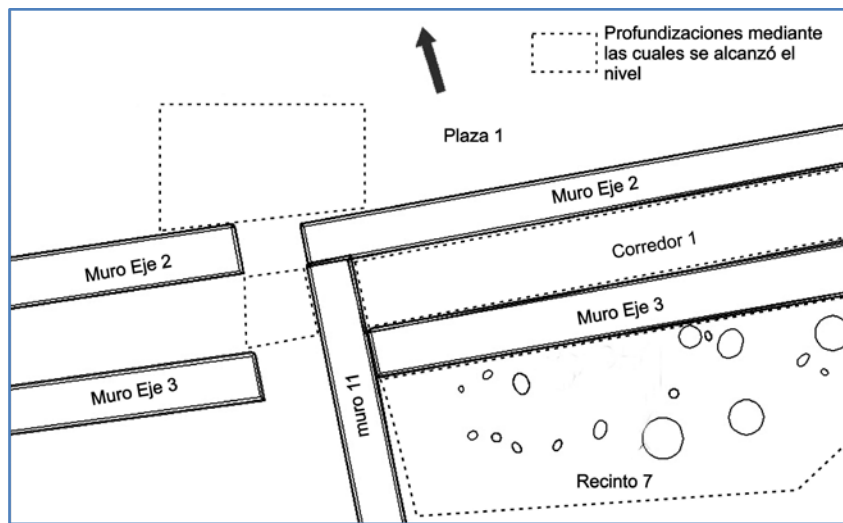 Profundizaciones mediante
las cuales se alcanzó el
nivel
Plaza 1
Muro Eje 2
Muro Eje 2
Corredor 1
Muro Eje 3
Muro Eje 3
muro 11
Recinto 7